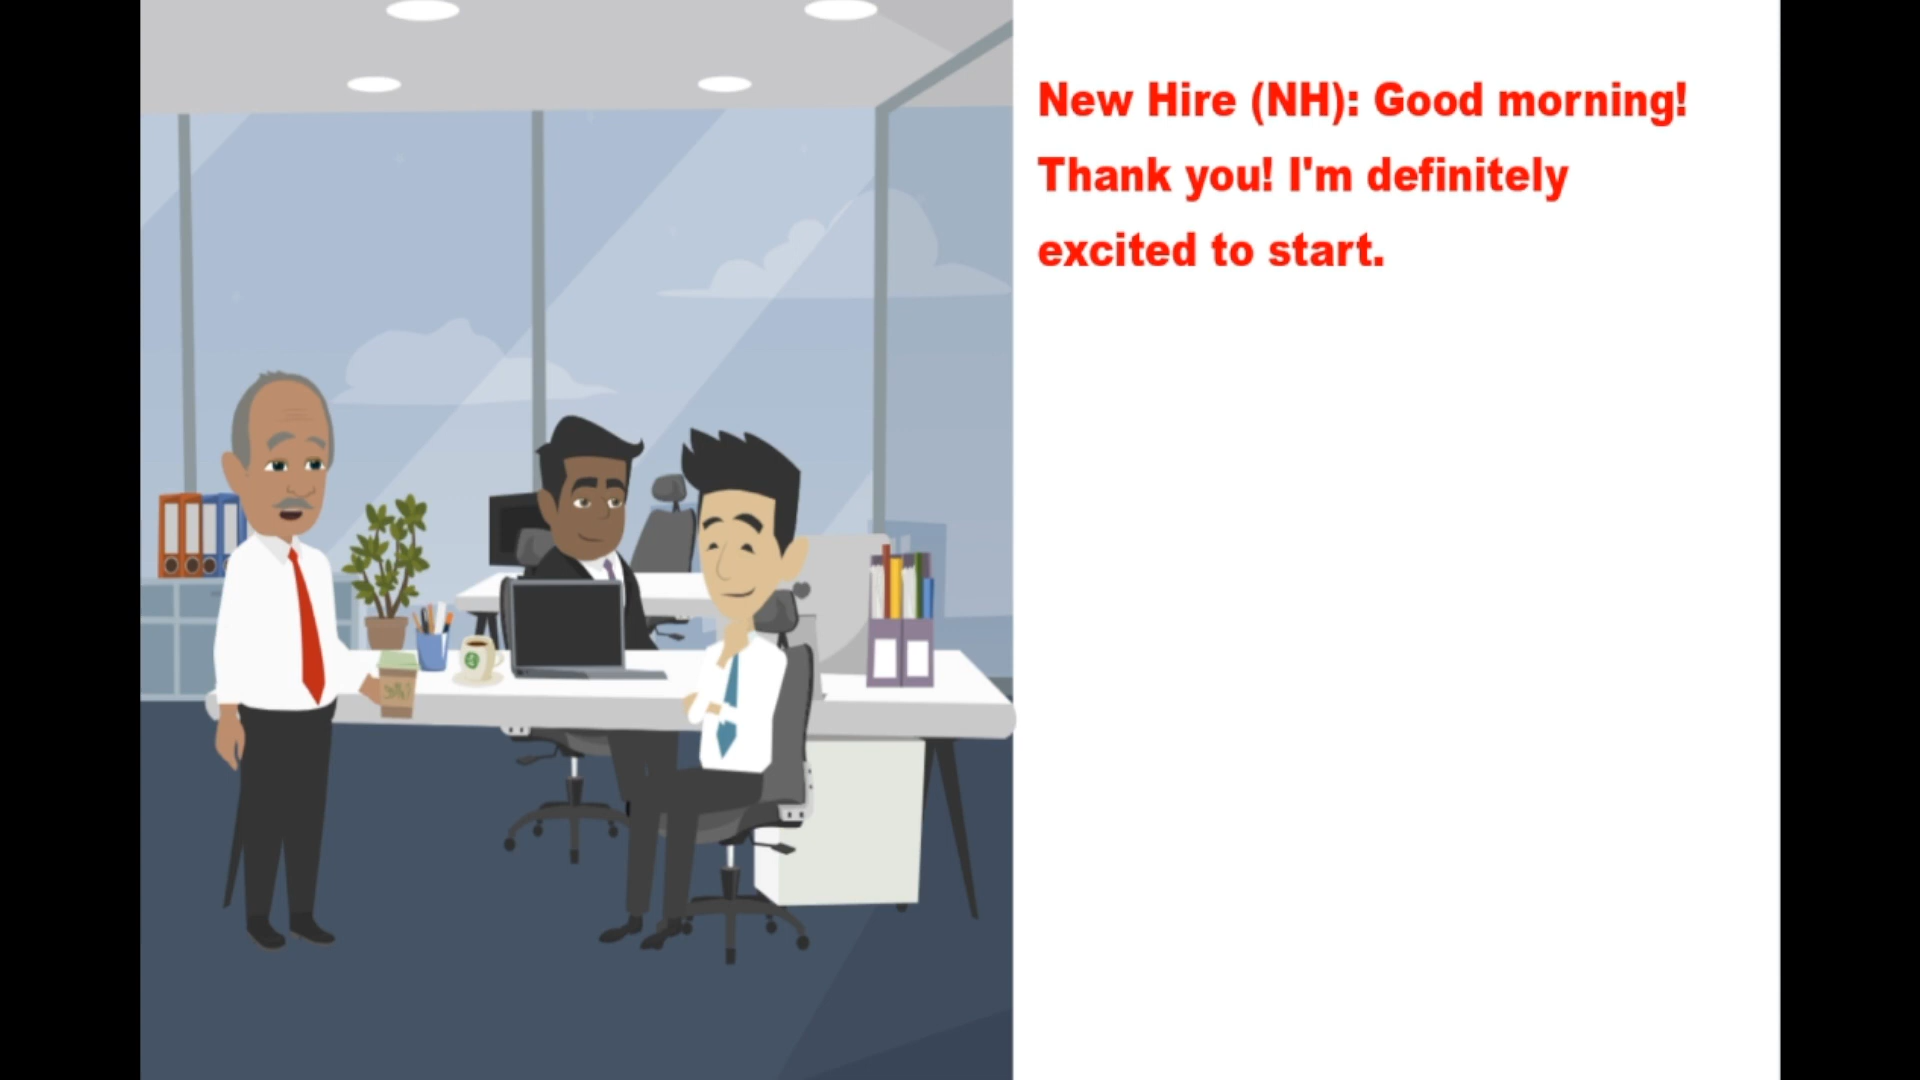 New Hire (NH): Good morning!
Thank you! I'm definitely
excited to start.